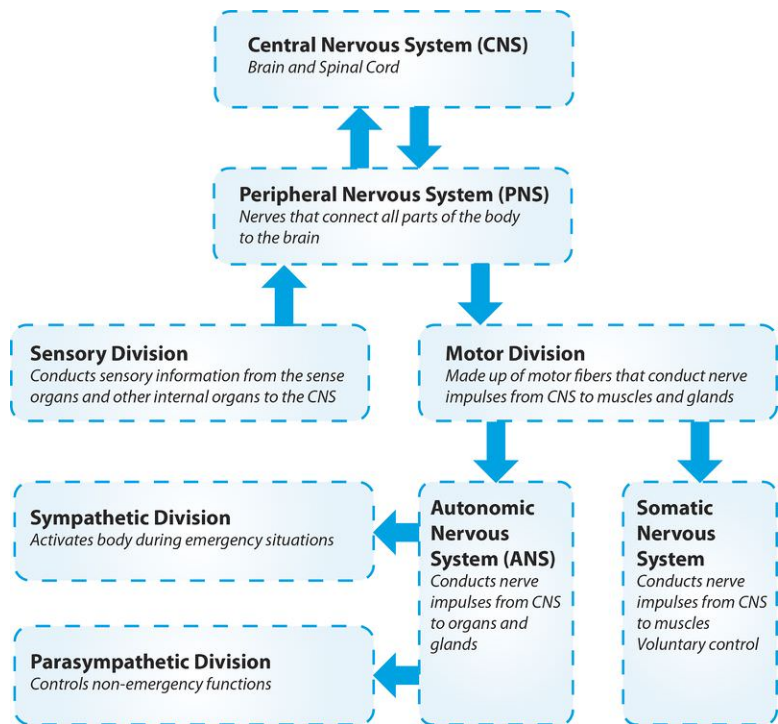 Central Nervous System (CNS)
Brain and Spinal Cord
Peripheral Nervous System (PNS)
Nerves that connect all parts of the body
to the brain
Sensory Division
Conducts sensory information from the sense
organs and other internal organs to the CNS
Motor Division
Made up of motor fibers that conduct nerve
impulses from CNS to muscles and glands
Sympathetic Division
Activates body during emergency situations
Parasympathetic Division
Controls non-emergency functions
Autonomic
Nervous
System (ANS)
Conducts nerve
impulses from CNS
to organs and
glands
Somatic
Nervous
System
Conducts nerve
impulses from CNS
to muscles
Voluntary control